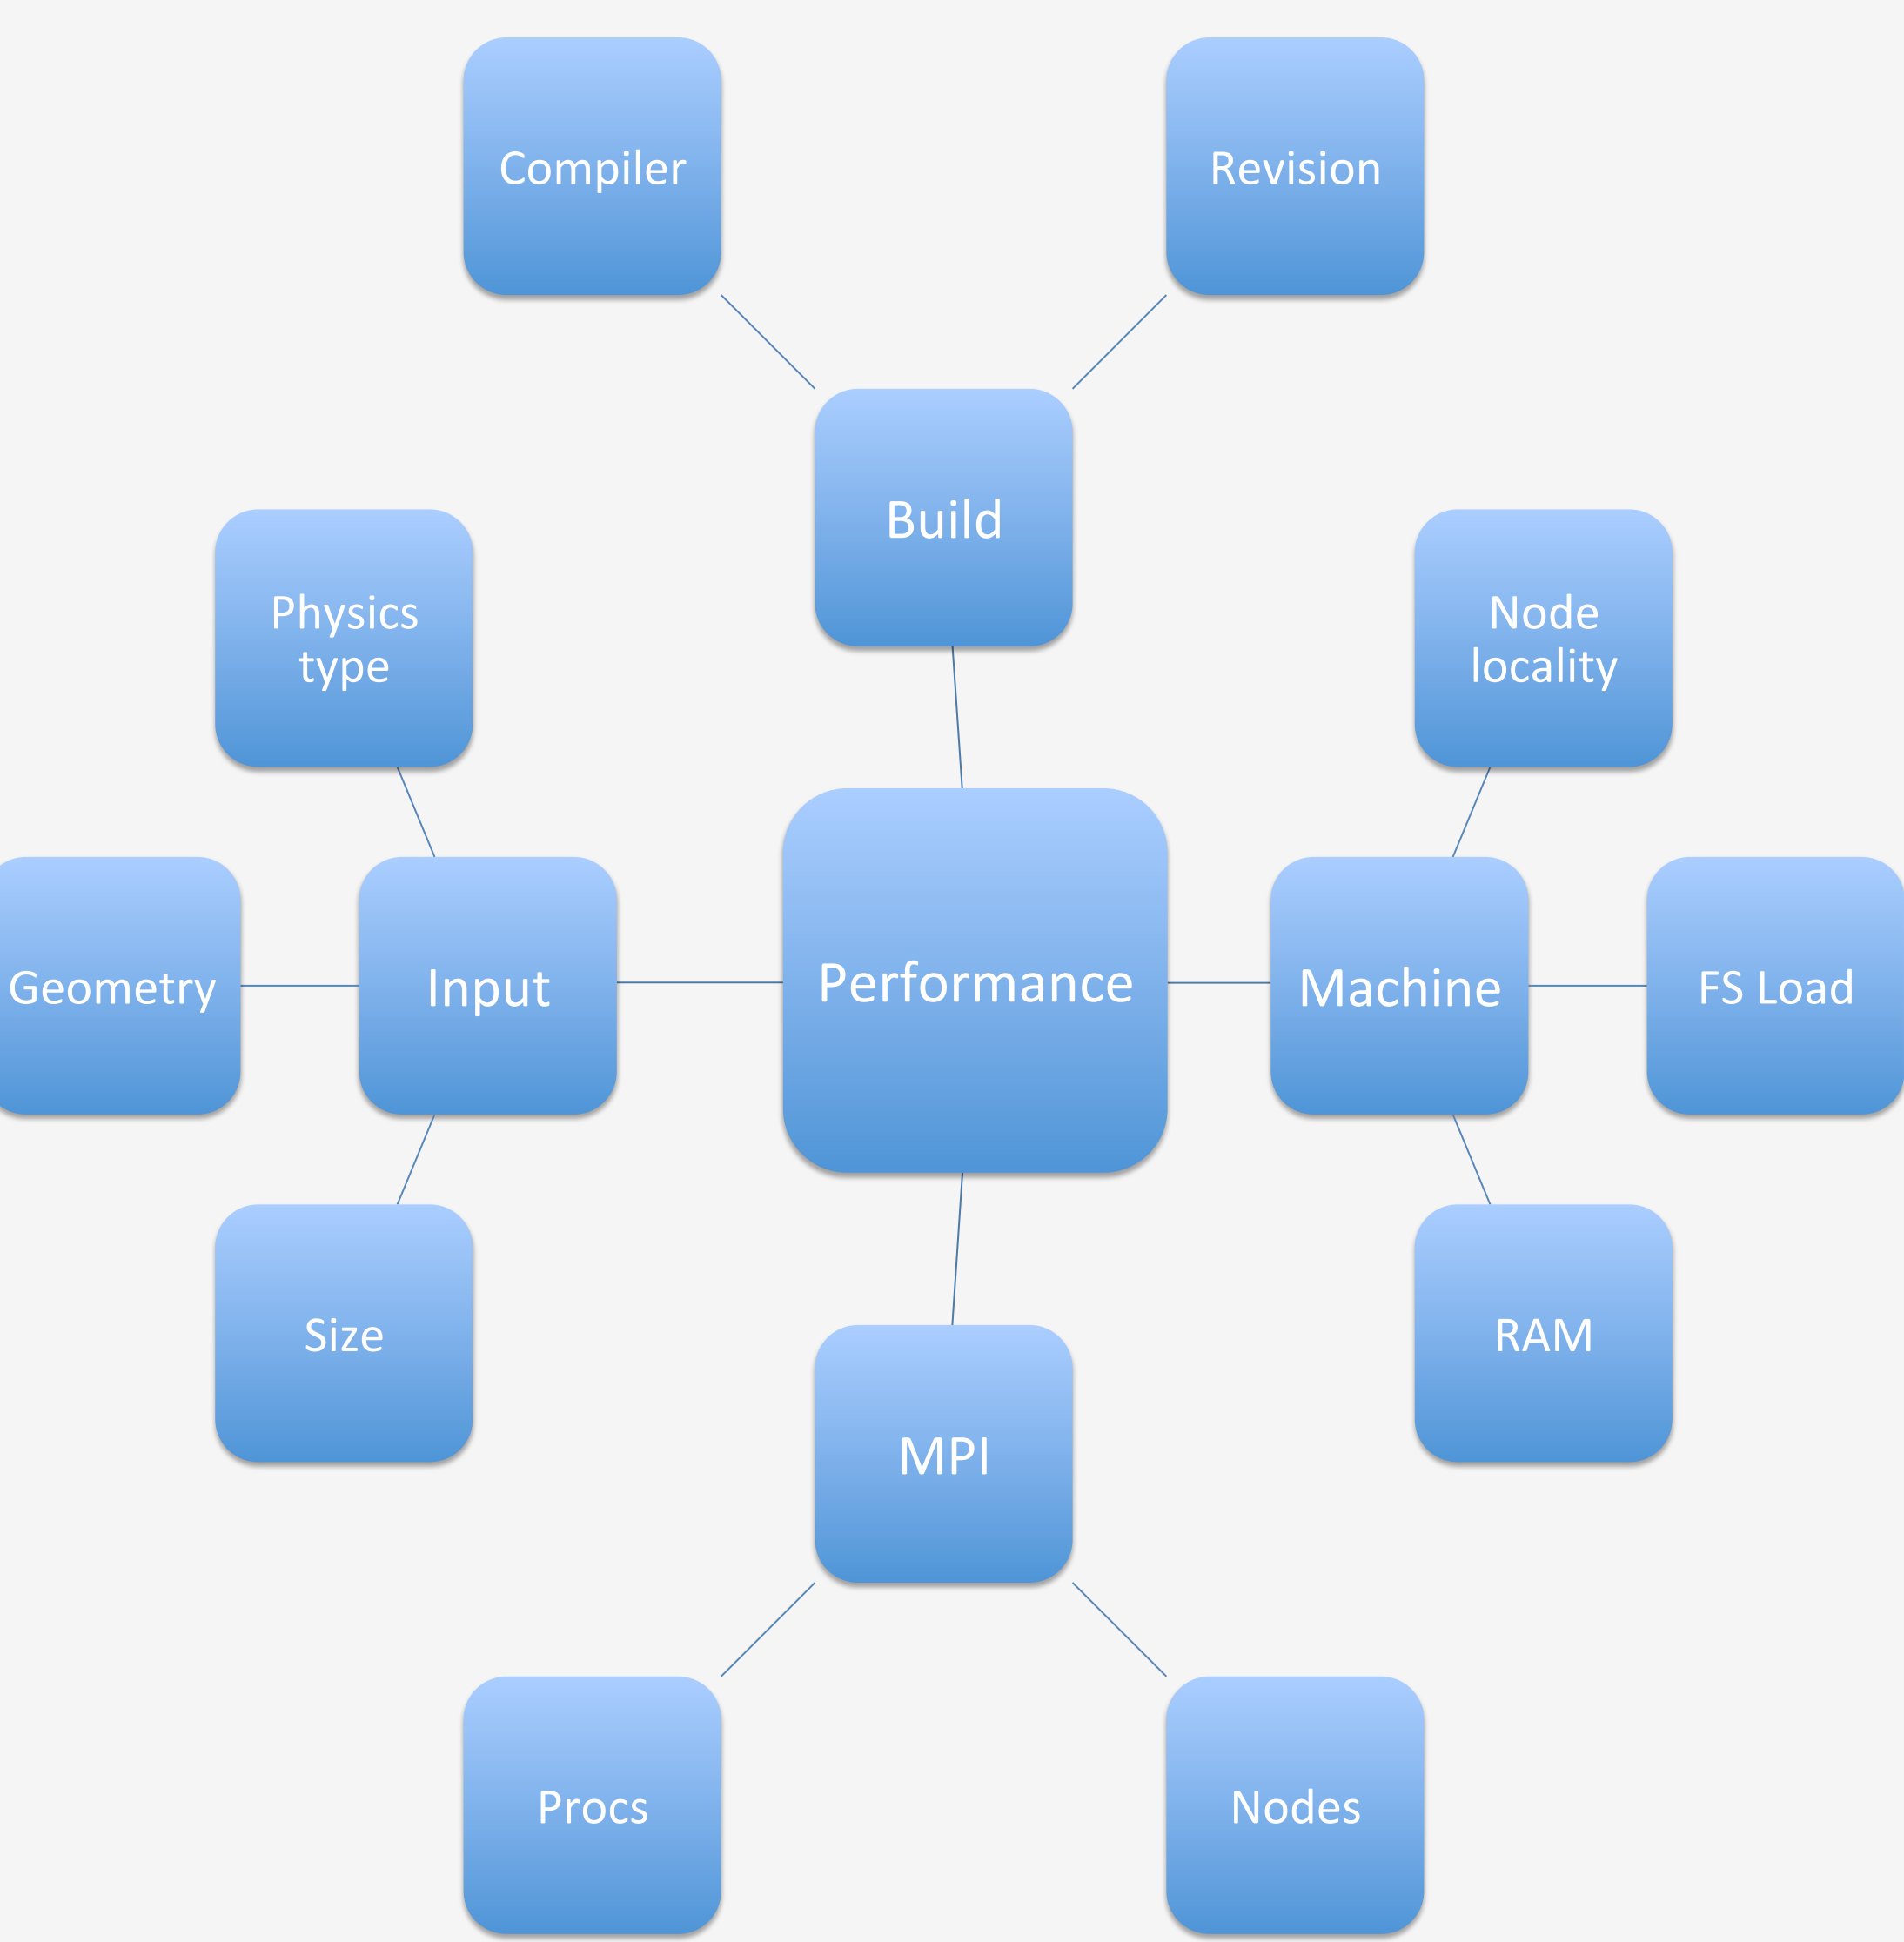 Compiler
Revision
Build
Physics
type
Node
locality
Geometry
Input
Performance
Machine
FS Load
Size
RAM
MPI
Procs
Nodes